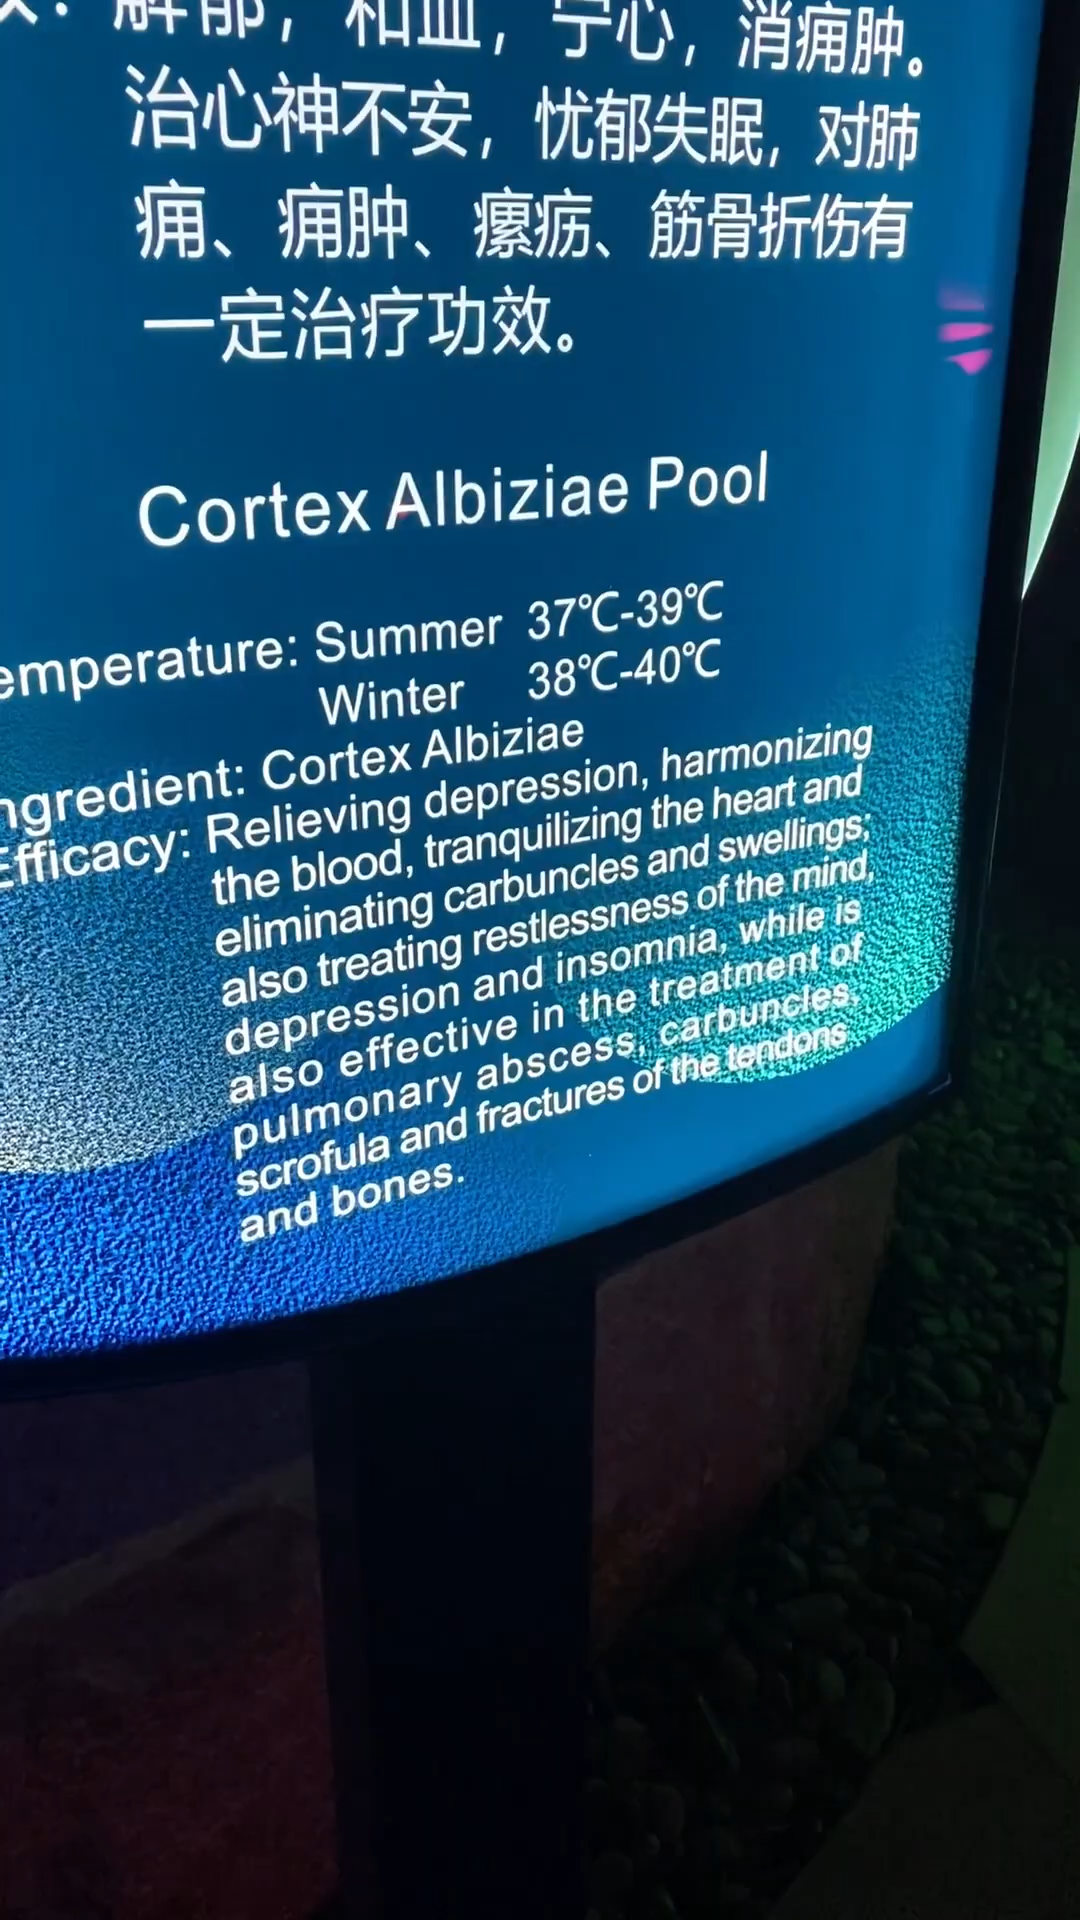 解郁，和血，宁心，消痈肿。
治心神不安，忧郁失眠，对肺
痈、痈肿、瘰疬、筋骨折伤有
一定治疗功效。
Cortex Albiziae Pool
emperature: Summer 37℃-39℃
Winter 38℃-40℃
ngredient: Cortex Albiziae
Efficacy: Relieving depression, harmonizing
the blood, tranquilizing the heart and
eliminating carbuncles and swellings;
also treating restlessness of the mind,
depression and insomnia, while is
also effective in the treatment of
pulmonary abscess, carbuncles,
scrofula and fractures of the tendons
and bones.